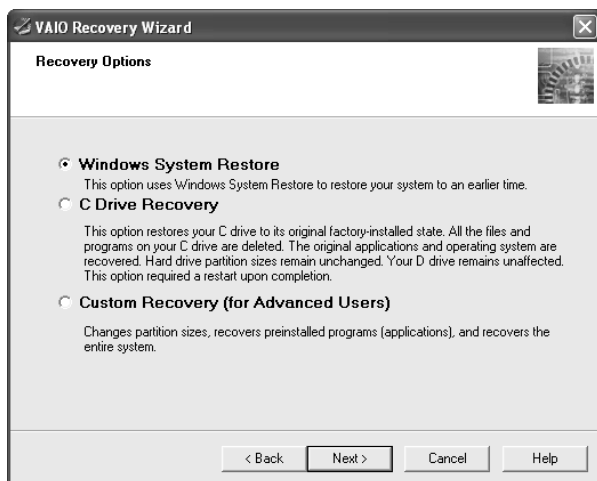 VAIO Recovery Wizard
Recovery Options
Windows System Restore
This option uses Windows System Restore to restore your system to an earlier time.
C Drive Recovery
This option restores your C drive to its original factory-installed state. All the files and
programs on your C drive are deleted. The original applications and operating system are
recovered. Hard drive partition sizes remain unchanged. Your D drive remains unaffected.
This option required a restart upon completion.
Custom Recovery (for Advanced Users)
Changes partition sizes, recovers preinstalled programs (applications), and recovers the
entire system.
< Back Next > Cancel Help